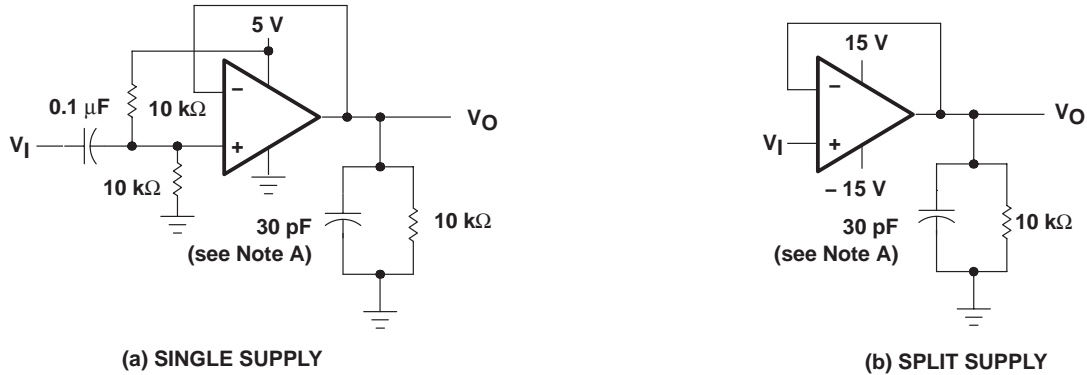 5 V
0.1 μF
10 kΩ
–
+
V_I
V_O
10 kΩ
30 pF
(see Note A)
10 kΩ
(a) SINGLE SUPPLY
15 V
–
+
V_I
V_O
– 15 V
30 pF
(see Note A)
10 kΩ
(b) SPLIT SUPPLY